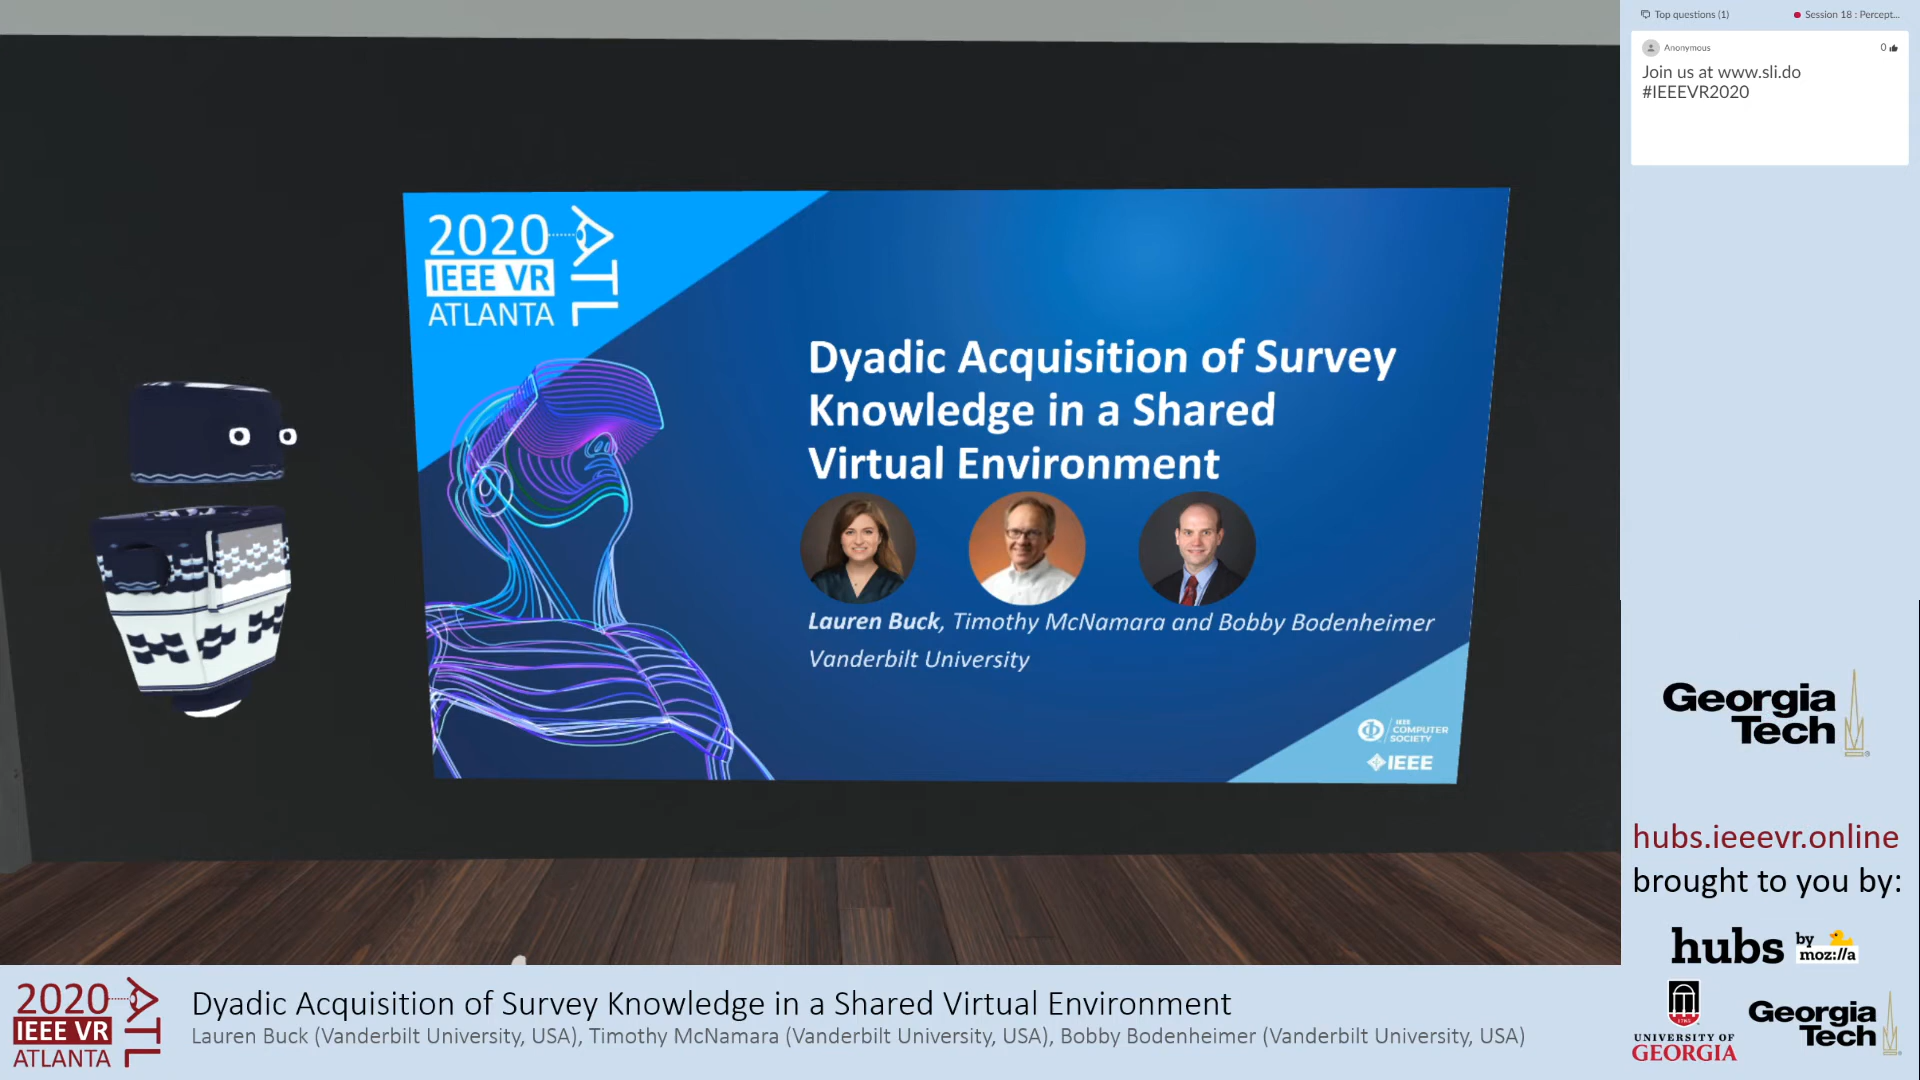 Top questions (1)
Session 18 : Percept...
Anonymous
0
Join us at www.sli.do
#IEEEVR2020
2020
IEEE VR
ATLANTA
ATL
Dyadic Acquisition of Survey
Knowledge in a Shared
Virtual Environment
Lauren Buck, Timothy McNamara and Bobby Bodenheimer
Vanderbilt University
IEEE
COMPUTER
SOCIETY
IEEE
Georgia
Tech
hubs.ieeevr.online
brought to you by:
hubs by
moz://a
UNIVERSITY OF
GEORGIA
Georgia
Tech
2020
IEEE VR
ATLANTA
ATL
Dyadic Acquisition of Survey Knowledge in a Shared Virtual Environment
Lauren Buck (Vanderbilt University, USA), Timothy McNamara (Vanderbilt University, USA), Bobby Bodenheimer (Vanderbilt University, USA)